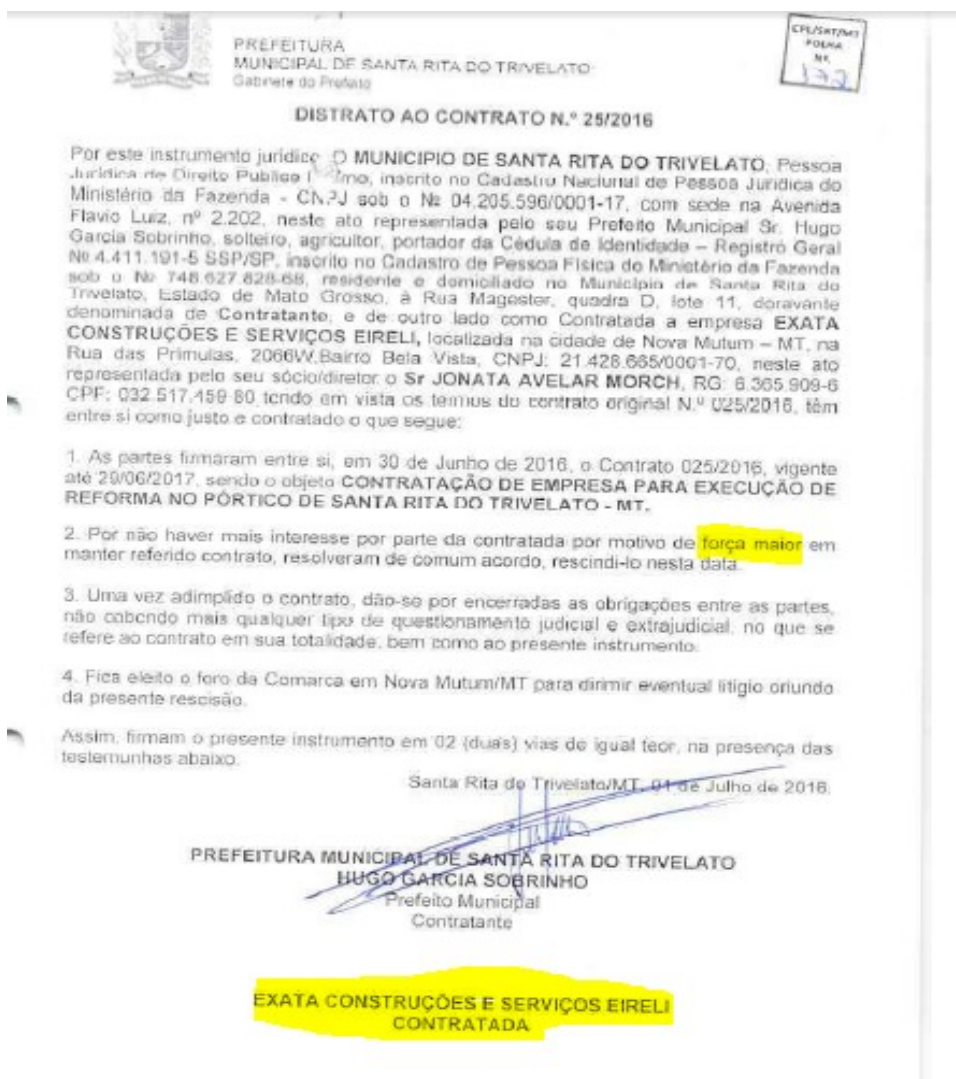 PREFEITURA
MUNICIPAL DE SANTA RITA DO TRIVELATO
Gabinete do Prefeito
CPL/SRT/MT
FOLHA
Nº.
172
DISTRATO AO CONTRATO N.º 25/2016
Por este instrumento jurídico O MUNICIPIO DE SANTA RITA DO TRIVELATO, Pessoa
Jurídica de Direito Publico, inscrito no Cadastro Nacional de Pessoa Jurídica do
Ministério da Fazenda - CNPJ sob o Nº 04.205.596/0001-17, com sede na Avenida
Flavio Luiz, nº 2.202, neste ato representada pelo seu Prefeito Municipal Sr. Hugo
Garcia Sobrinho, solteiro, agricultor, portador da Cédula de Identidade – Registro Geral
Nº 4.411.191-5 SSP/SP, inscrito no Cadastro de Pessoa Física do Ministério da Fazenda
sob o Nº 748.627.828-68, residente e domiciliado no Município de Santa Rita do
Trivelato, Estado de Mato Grosso, à Rua Magester, quadra D, lote 11, doravante
denominada de Contratante, e de outro lado como Contratada a empresa EXATA
CONSTRUÇÕES E SERVIÇOS EIRELI, localizada na cidade de Nova Mutum – MT, na
Rua das Primulas, 2066W,Bairro Bela Vista, CNPJ: 21.428.665/0001-70, neste ato
representada pelo seu sócio/diretor o Sr JONATA AVELAR MORCH, RG: 6.365.909-6
CPF: 032.517.459-80 tendo em vista os termos do contrato original N.º 025/2016, têm
entre si como justo e contratado o que segue:
1. As partes firmaram entre si, em 30 de Junho de 2016, o Contrato 025/2016, vigente
até 29/06/2017, sendo o objeto CONTRATAÇÃO DE EMPRESA PARA EXECUÇÃO DE
REFORMA NO PÓRTICO DE SANTA RITA DO TRIVELATO - MT.
2. Por não haver mais interesse por parte da contratada por motivo de força maior em
manter referido contrato, resolveram de comum acordo, rescindi-lo nesta data.
3. Uma vez adimplido o contrato, dão-se por encerradas as obrigações entre as partes,
não cabendo mais qualquer tipo de questionamento judicial e extrajudicial, no que se
refere ao contrato em sua totalidade, bem como ao presente instrumento.
4. Fica eleito o foro da Comarca em Nova Mutum/MT para dirimir eventual litígio oriundo
da presente rescisão.
Assim, firmam o presente instrumento em 02 (duas) vias de igual teor, na presença das
testemunhas abaixo.
Santa Rita do Trivelato/MT, 01 de Julho de 2016.
PREFEITURA MUNICIPAL DE SANTA RITA DO TRIVELATO
HUGO GARCIA SOBRINHO
Prefeito Municipal
Contratante
EXATA CONSTRUÇÕES E SERVIÇOS EIRELI
CONTRATADA